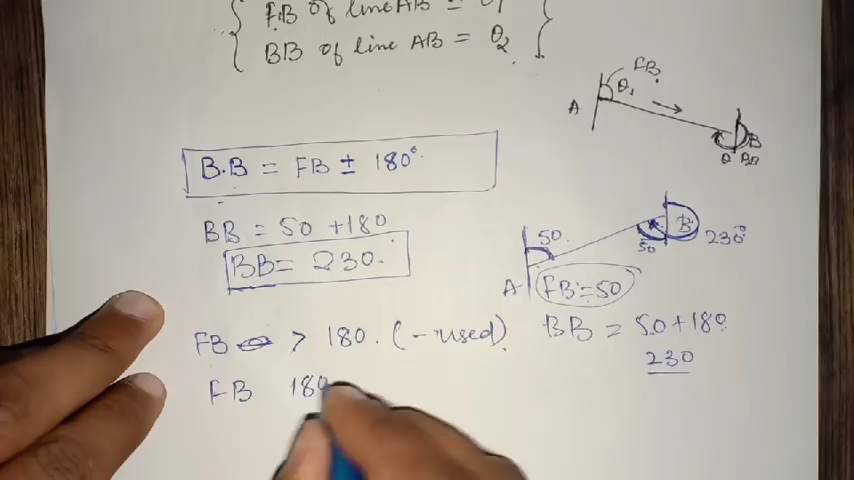 FB of line AB =
BB of line AB = θ2
FB
θ1
A
B
θ BB
B.B = FB ± 180°
BB = 50 + 180
BB = 230.
50.
B
50
230°
A
FB = 50
FB > 180. (- used)
BB = 50 + 180
230
FB 180